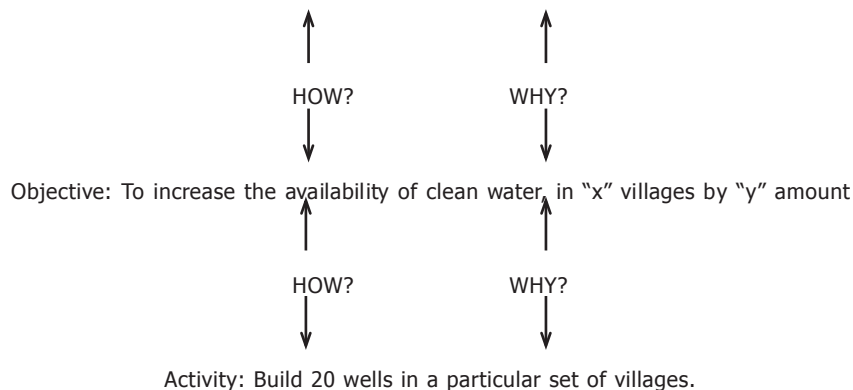 HOW? WHY?
Objective: To increase the availability of clean water, in “x” villages by “y” amount
HOW? WHY?
Activity: Build 20 wells in a particular set of villages.